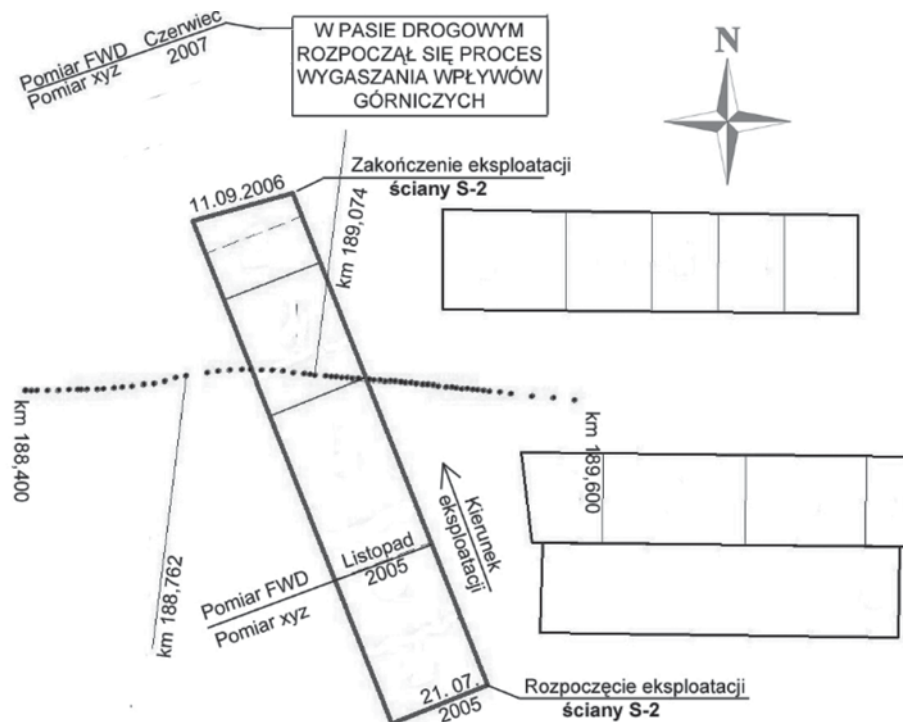 Pomiar FWD Czerwiec
Pomiar xyz 2007
W PASIE DROGOWYM
ROZPOCZĄŁ SIĘ PROCES
WYGASZANIA WPŁYWÓW
GÓRNICZYCH
N
11.09.2006
Zakończenie eksploatacji
ściany S-2
km 189,074
km 188,400
km 188,762
km 189,600
Kierunek
eksploatacji
Pomiar FWD Listopad
Pomiar xyz 2005
21. 07.
2005
Rozpoczęcie eksploatacji
ściany S-2